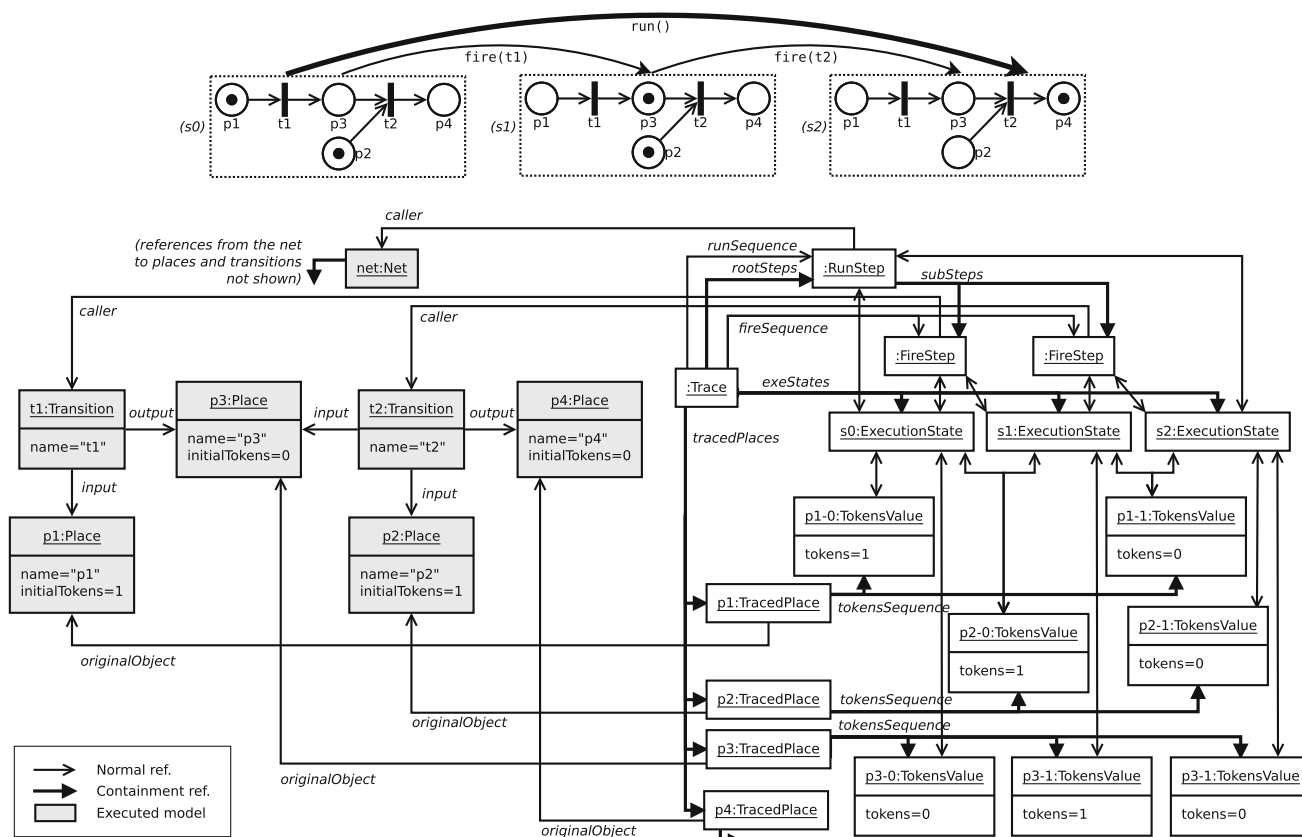 run()
fire(t1)
fire(t2)
(s0)
p1
t1
p3
t2
p4
p2
(s1)
p1
t1
p3
t2
p4
p2
(s2)
p1
t1
p3
t2
p4
p2
caller
(references from the net
to places and transitions
not shown)
net:Net
runSequence
rootSteps
:RunStep
subSteps
caller
caller
fireSequence
:FireStep
:FireStep
:Trace
exeStates
tracedPlaces
t1:Transition
name="t1"
output
p3:Place
name="p3"
initialTokens=0
input
t2:Transition
name="t2"
output
p4:Place
name="p4"
initialTokens=0
s0:ExecutionState
s1:ExecutionState
s2:ExecutionState
input
input
p1:Place
name="p1"
initialTokens=1
p2:Place
name="p2"
initialTokens=1
p1-0:TokensValue
tokens=1
p1-1:TokensValue
tokens=0
p1:TracedPlace
tokensSequence
originalObject
p2-0:TokensValue
tokens=1
p2-1:TokensValue
tokens=0
p2:TracedPlace
tokensSequence
originalObject
tokensSequence
p3:TracedPlace
originalObject
p3-0:TokensValue
tokens=0
p3-1:TokensValue
tokens=1
p3-1:TokensValue
tokens=0
p4:TracedPlace
originalObject
Normal ref.
Containment ref.
Executed model